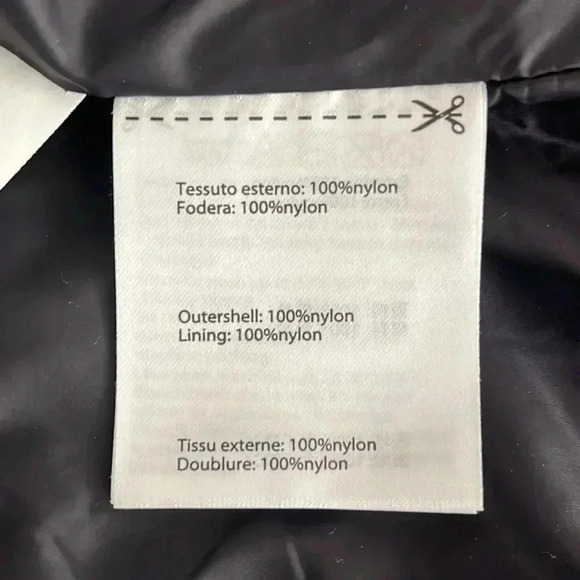 Tessuto esterno: 100%nylon
Fodera: 100%nylon
Outershell: 100%nylon
Lining: 100%nylon
Tissu externe: 100%nylon
Doublure: 100%nylon